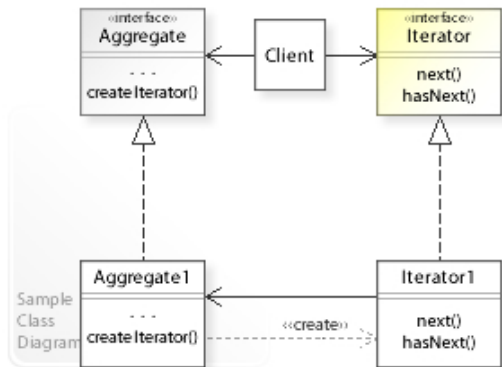 «interface»
Aggregate
- - -
createIterator()
Client
«interface»
Iterator
next()
hasNext()
Aggregate1
- - -
createIterator()
«create»
Iterator1
next()
hasNext()
Sample
Class
Diagram